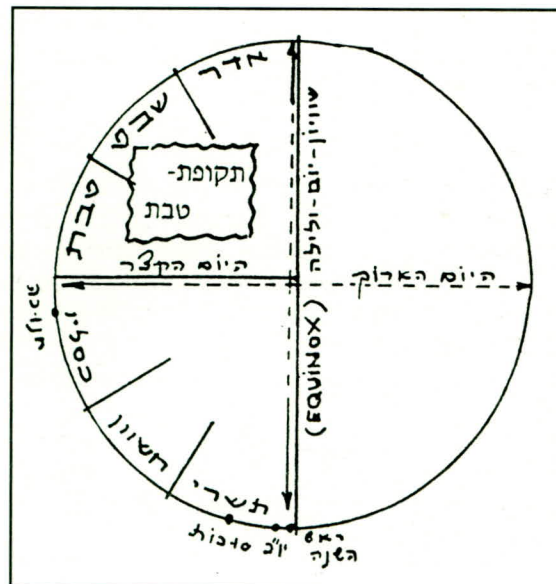 אדר
שבט
טבת
תקופת-
טבת
שוויון-יום-ולילה
(EQUINOX)
היום הקצר
היום הארוך
כסלו
חשוון
תשרי
יו"כ סוכות
ראש
השנה